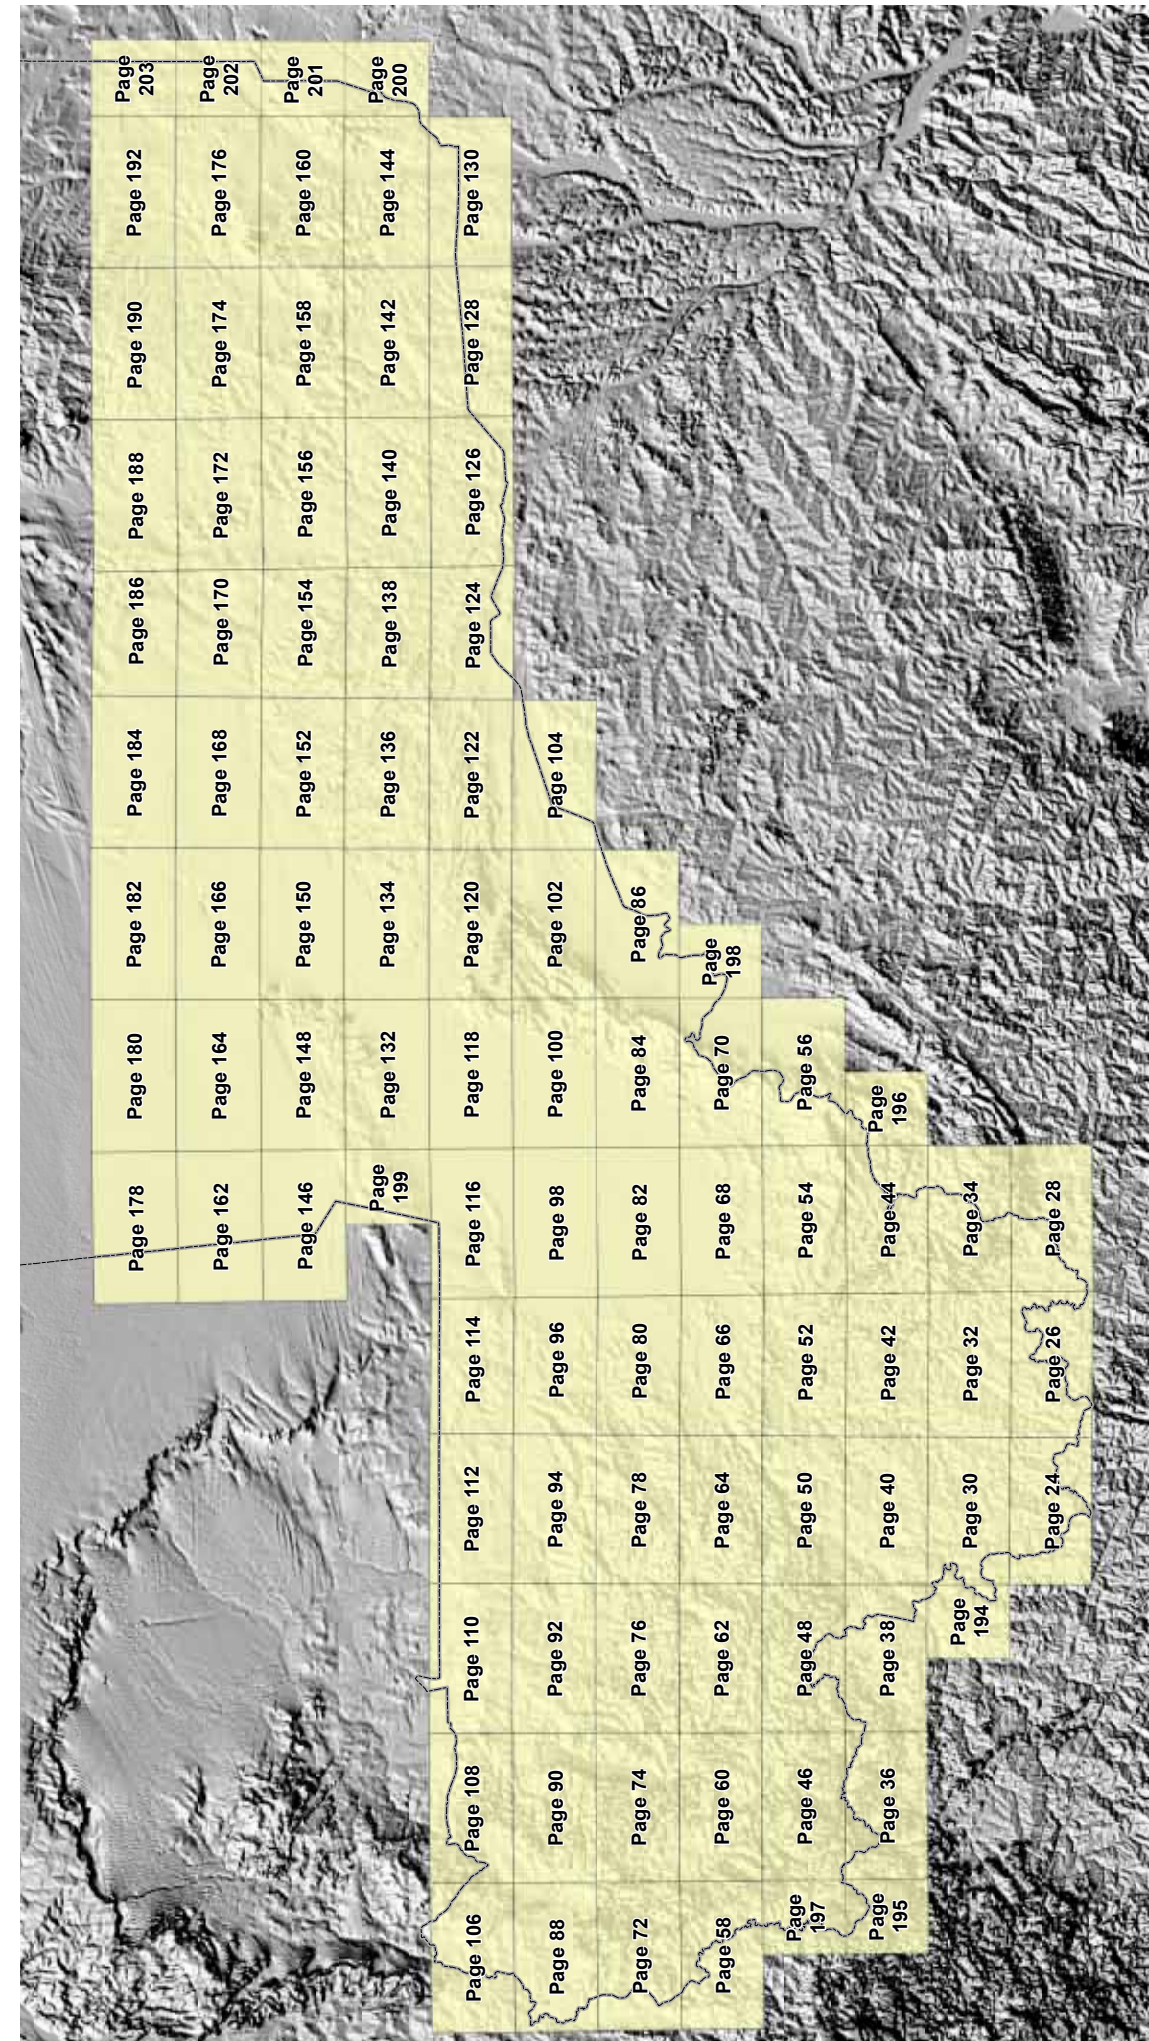 Page 178
Page 180
Page 182
Page 184
Page 186
Page 188
Page 190
Page 192
Page
203
Page 162
Page 164
Page 166
Page 168
Page 170
Page 172
Page 174
Page 176
Page
202
Page 146
Page 148
Page 150
Page 152
Page 154
Page 156
Page 158
Page 160
Page
201
Page
199
Page 132
Page 134
Page 136
Page 138
Page 140
Page 142
Page 144
Page
200
Page 106
Page 108
Page 110
Page 112
Page 114
Page 116
Page 118
Page 120
Page 122
Page 124
Page 126
Page 128
Page 130
Page 88
Page 90
Page 92
Page 94
Page 96
Page 98
Page 100
Page 102
Page 104
Page 72
Page 74
Page 76
Page 78
Page 80
Page 82
Page 84
Page 86
Page 58
Page 60
Page 62
Page 64
Page 66
Page 68
Page 70
Page
198
Page
197
Page 46
Page 48
Page 50
Page 52
Page 54
Page 56
Page
195
Page 36
Page 38
Page 40
Page 42
Page 44
Page
196
Page
194
Page 30
Page 32
Page 34
Page 24
Page 26
Page 28